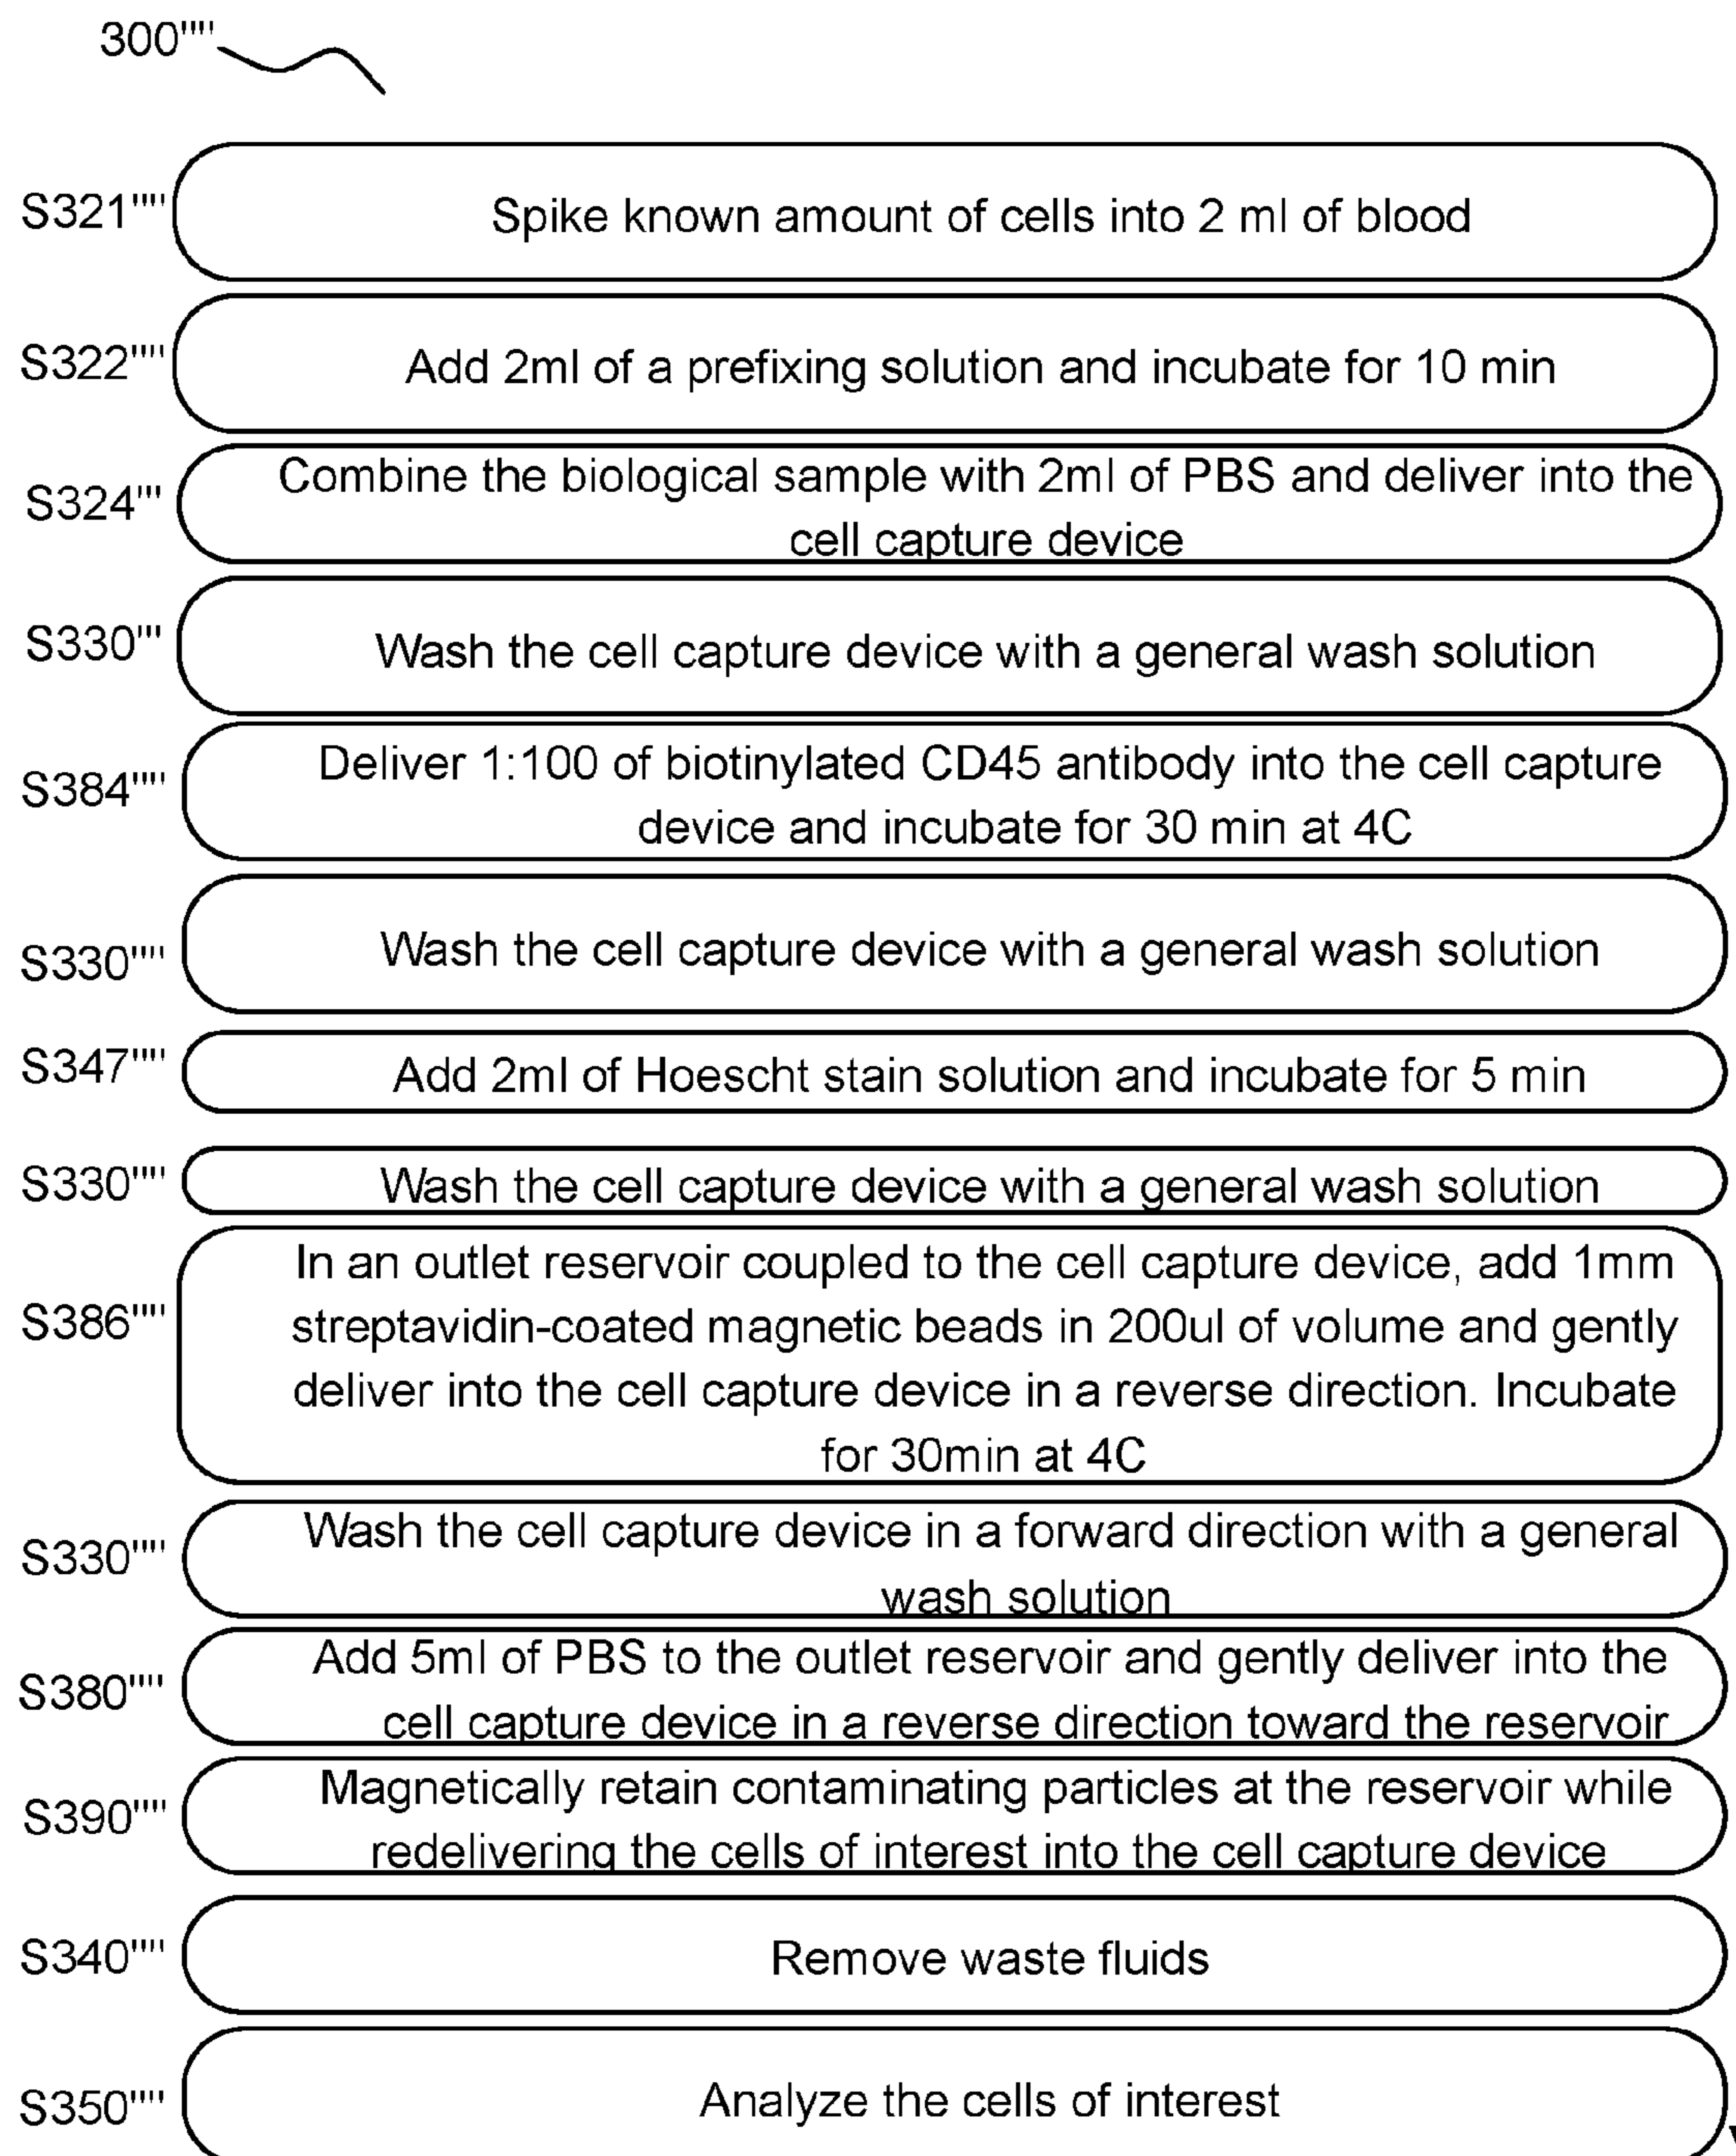 300""
S321"" Spike known amount of cells into 2 ml of blood
S322"" Add 2ml of a prefixing solution and incubate for 10 min
Combine the biological sample with 2ml of PBS and deliver into the
S324"' cell capture device
S330"' Wash the cell capture device with a general wash solution
Deliver 1:100 of biotinylated CD45 antibody into the cell capture
S384"" device and incubate for 30 min at 4C
S330"" Wash the cell capture device with a general wash solution
S347"" Add 2ml of Hoescht stain solution and incubate for 5 min
S330"" Wash the cell capture device with a general wash solution
In an outlet reservoir coupled to the cell capture device, add 1mm
S386"" streptavidin-coated magnetic beads in 200ul of volume and gently
deliver into the cell capture device in a reverse direction. Incubate
for 30min at 4C
S330"" Wash the cell capture device in a forward direction with a general
wash solution
S380"" Add 5ml of PBS to the outlet reservoir and gently deliver into the
cell capture device in a reverse direction toward the reservoir
S390"" Magnetically retain contaminating particles at the reservoir while
redelivering the cells of interest into the cell capture device
S340"" Remove waste fluids
S350"" Analyze the cells of interest